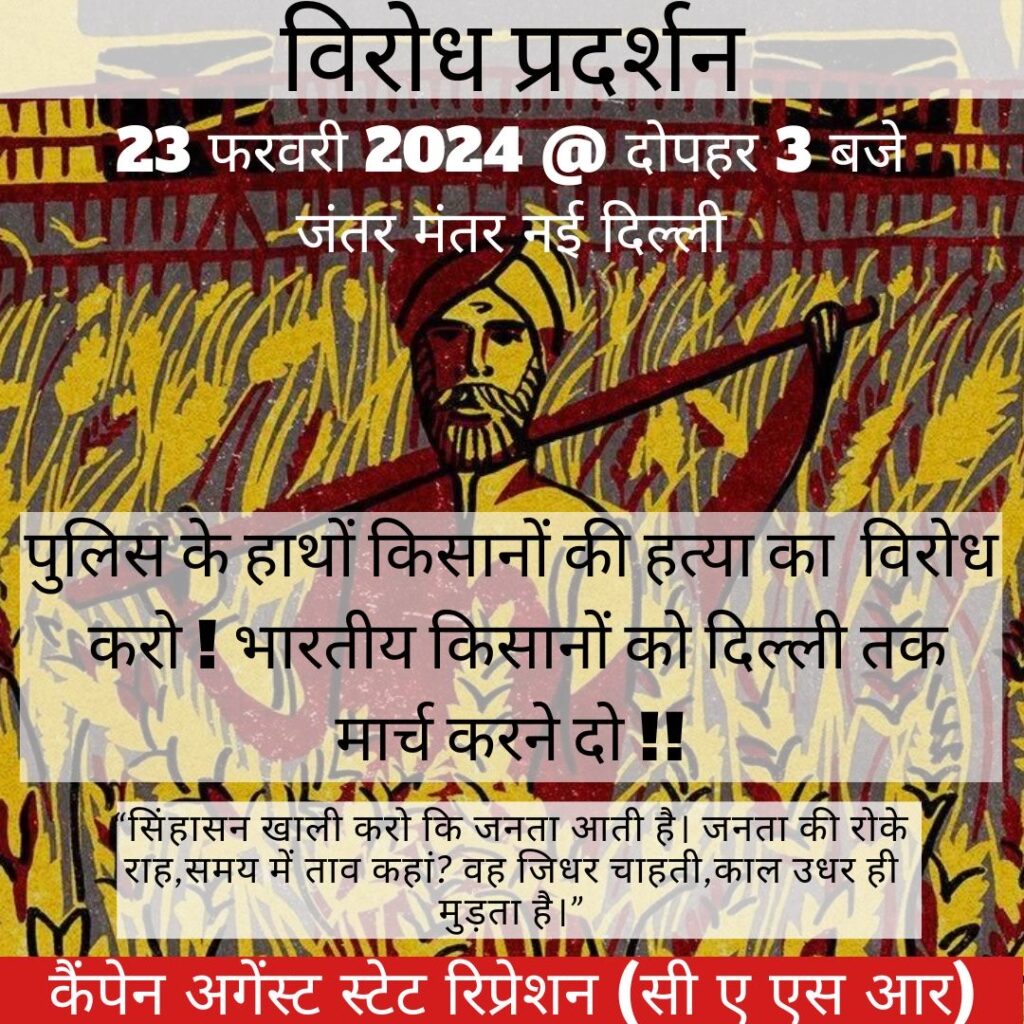 विरोध प्रदर्शन
23 फरवरी 2024 @ दोपहर 3 बजे
जंतर मंतर नई दिल्ली
पुलिस के हाथों किसानों की हत्या का विरोध
करो ! भारतीय किसानों को दिल्ली तक
मार्च करने दो !!
“सिंहासन खाली करो कि जनता आती है। जनता की रोके
राह,समय में ताव कहां? वह जिधर चाहती,काल उधर ही
मुड़ता है।”
कैंपेन अगेंस्ट स्टेट रिप्रेशन (सी ए एस आर)